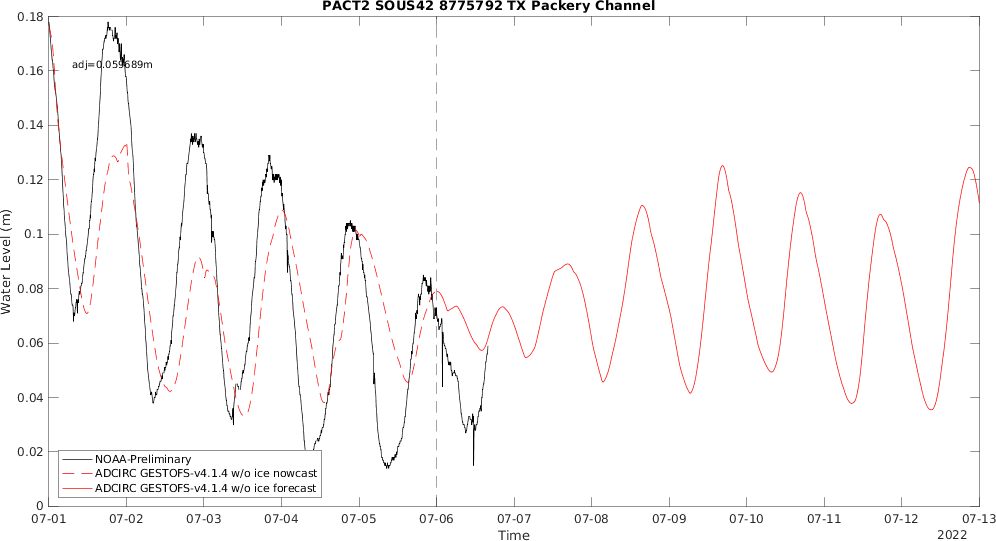 PACT2 SOUS42 8775792 TX Packery Channel
0.18
0.16
0.14
0.12
0.1
0.08
0.06
0.04
0.02
0
Water Level (m)
adj=0.059689m
NOAA-Preliminary
ADCIRC GESTOFS-v4.1.4 w/o ice nowcast
ADCIRC GESTOFS-v4.1.4 w/o ice forecast
07-01 07-02 07-03 07-04 07-05 07-06 07-07 07-08 07-09 07-10 07-11 07-12 07-13
Time
2022